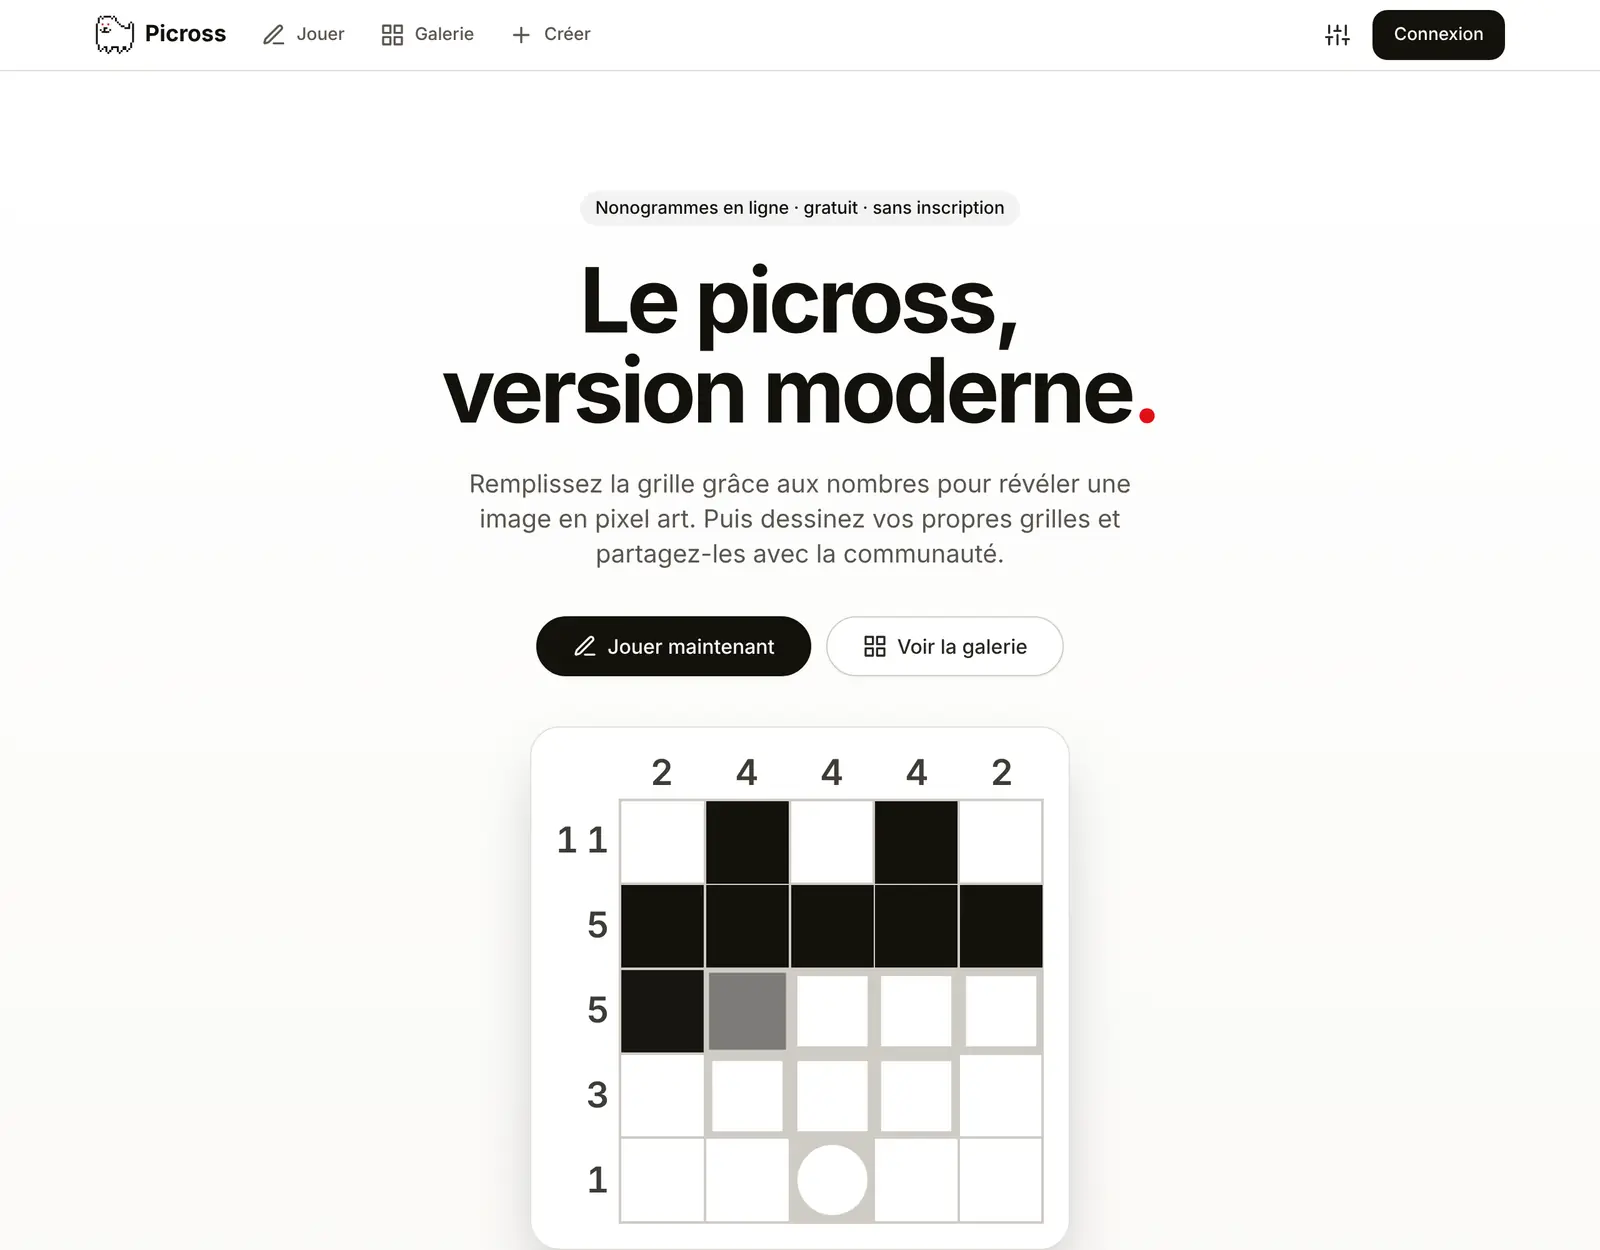 Picross
Jouer
Galerie
Créer
Connexion
Nonogrammes en ligne · gratuit · sans inscription
Le picross,
version moderne.
Remplissez la grille grâce aux nombres pour révéler une
image en pixel art. Puis dessinez vos propres grilles et
partagez-les avec la communauté.
Jouer maintenant
Voir la galerie
2 4 4 4 2
1 1
5
5
3
1